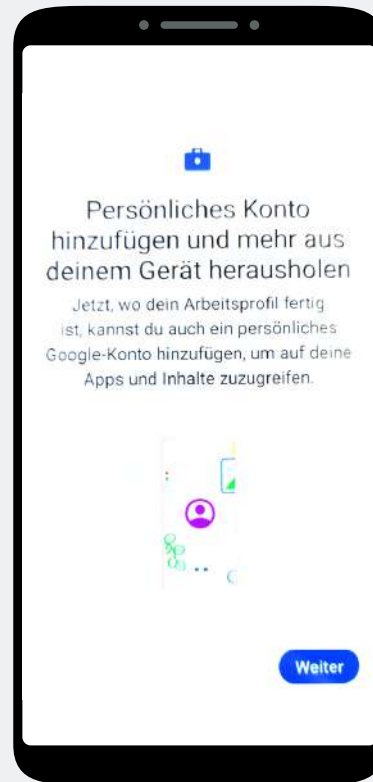 Persönliches Konto
hinzufügen und mehr aus
deinem Gerät herausholen
Jetzt, wo dein Arbeitsprofil fertig
ist, kannst du auch ein persönliches
Google-Konto hinzufügen, um auf deine
Apps und Inhalte zuzugreifen.
Weiter